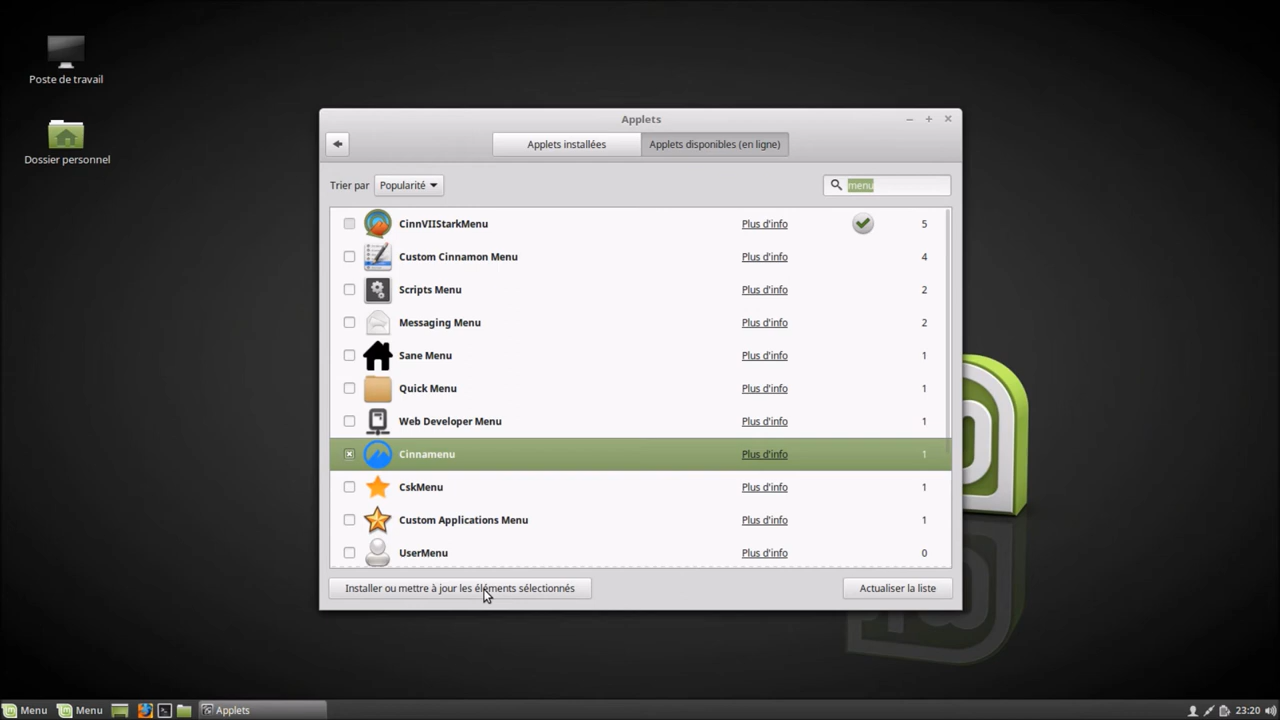 Poste de travail
Dossier personnel
Applets
Applets installées
Applets disponibles (en ligne)
Trier par
Popularité
menu
CinnVIIStarkMenu Plus d'info 5
Custom Cinnamon Menu Plus d'info 4
Scripts Menu Plus d'info 2
Messaging Menu Plus d'info 2
Sane Menu Plus d'info 1
Quick Menu Plus d'info 1
Web Developer Menu Plus d'info 1
Cinnamenu Plus d'info 1
CskMenu Plus d'info 1
Custom Applications Menu Plus d'info 1
UserMenu Plus d'info 0
Installer ou mettre à jour les éléments sélectionnés
Actualiser la liste
Menu Menu Applets 23:20